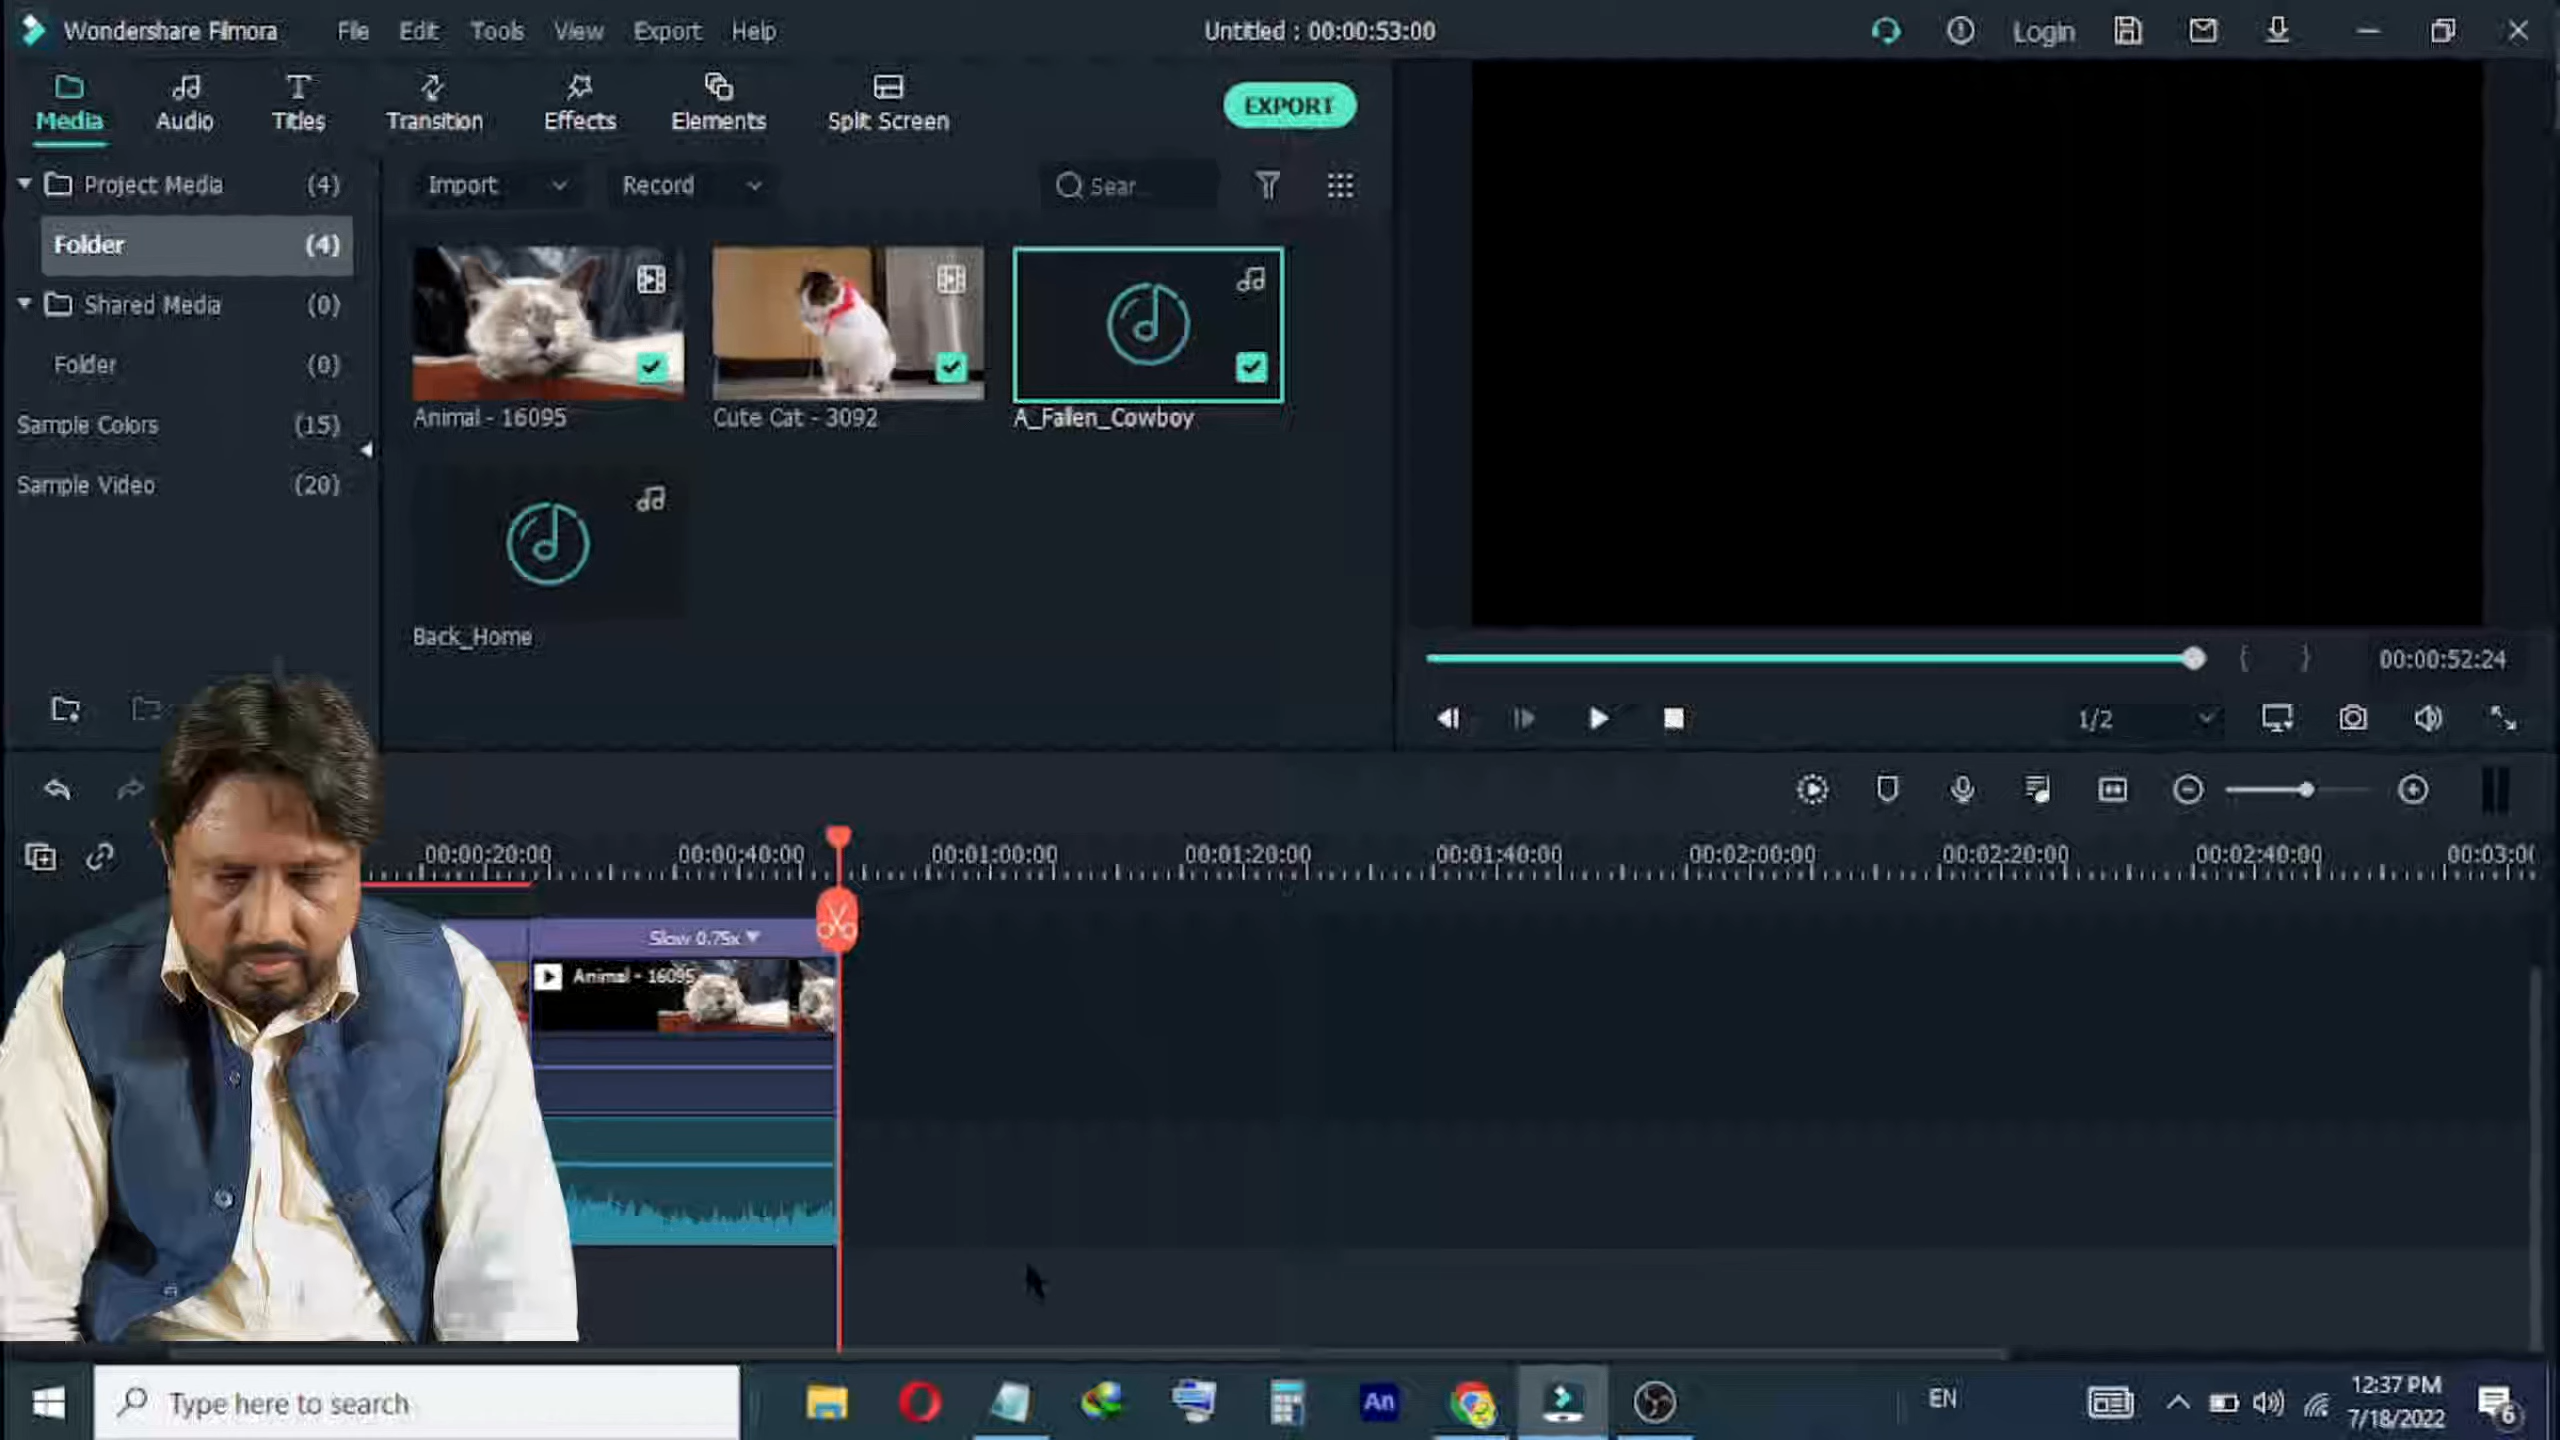 Wondershare Filmora File Edit Tools View Export Help Untitled : 00:00:53:00 Login
Media Audio Titles Transition Effects Elements Split Screen EXPORT
Project Media (4) Import Record Sear...
Folder (4)
Shared Media (0)
Folder (0)
Sample Colors (15)
Sample Video (20)
Animal - 16095 Cute Cat - 3092 A_Fallen_Cowboy
Back_Home
00:00:52:24
1/2
00:00:20:00 00:00:40:00 00:01:00:00 00:01:20:00 00:01:40:00 00:02:00:00 00:02:20:00 00:02:40:00 00:03:0(
Slow 0.75x
Animal - 16095
Type here to search An EN 12:37 PM
7/18/2022 6